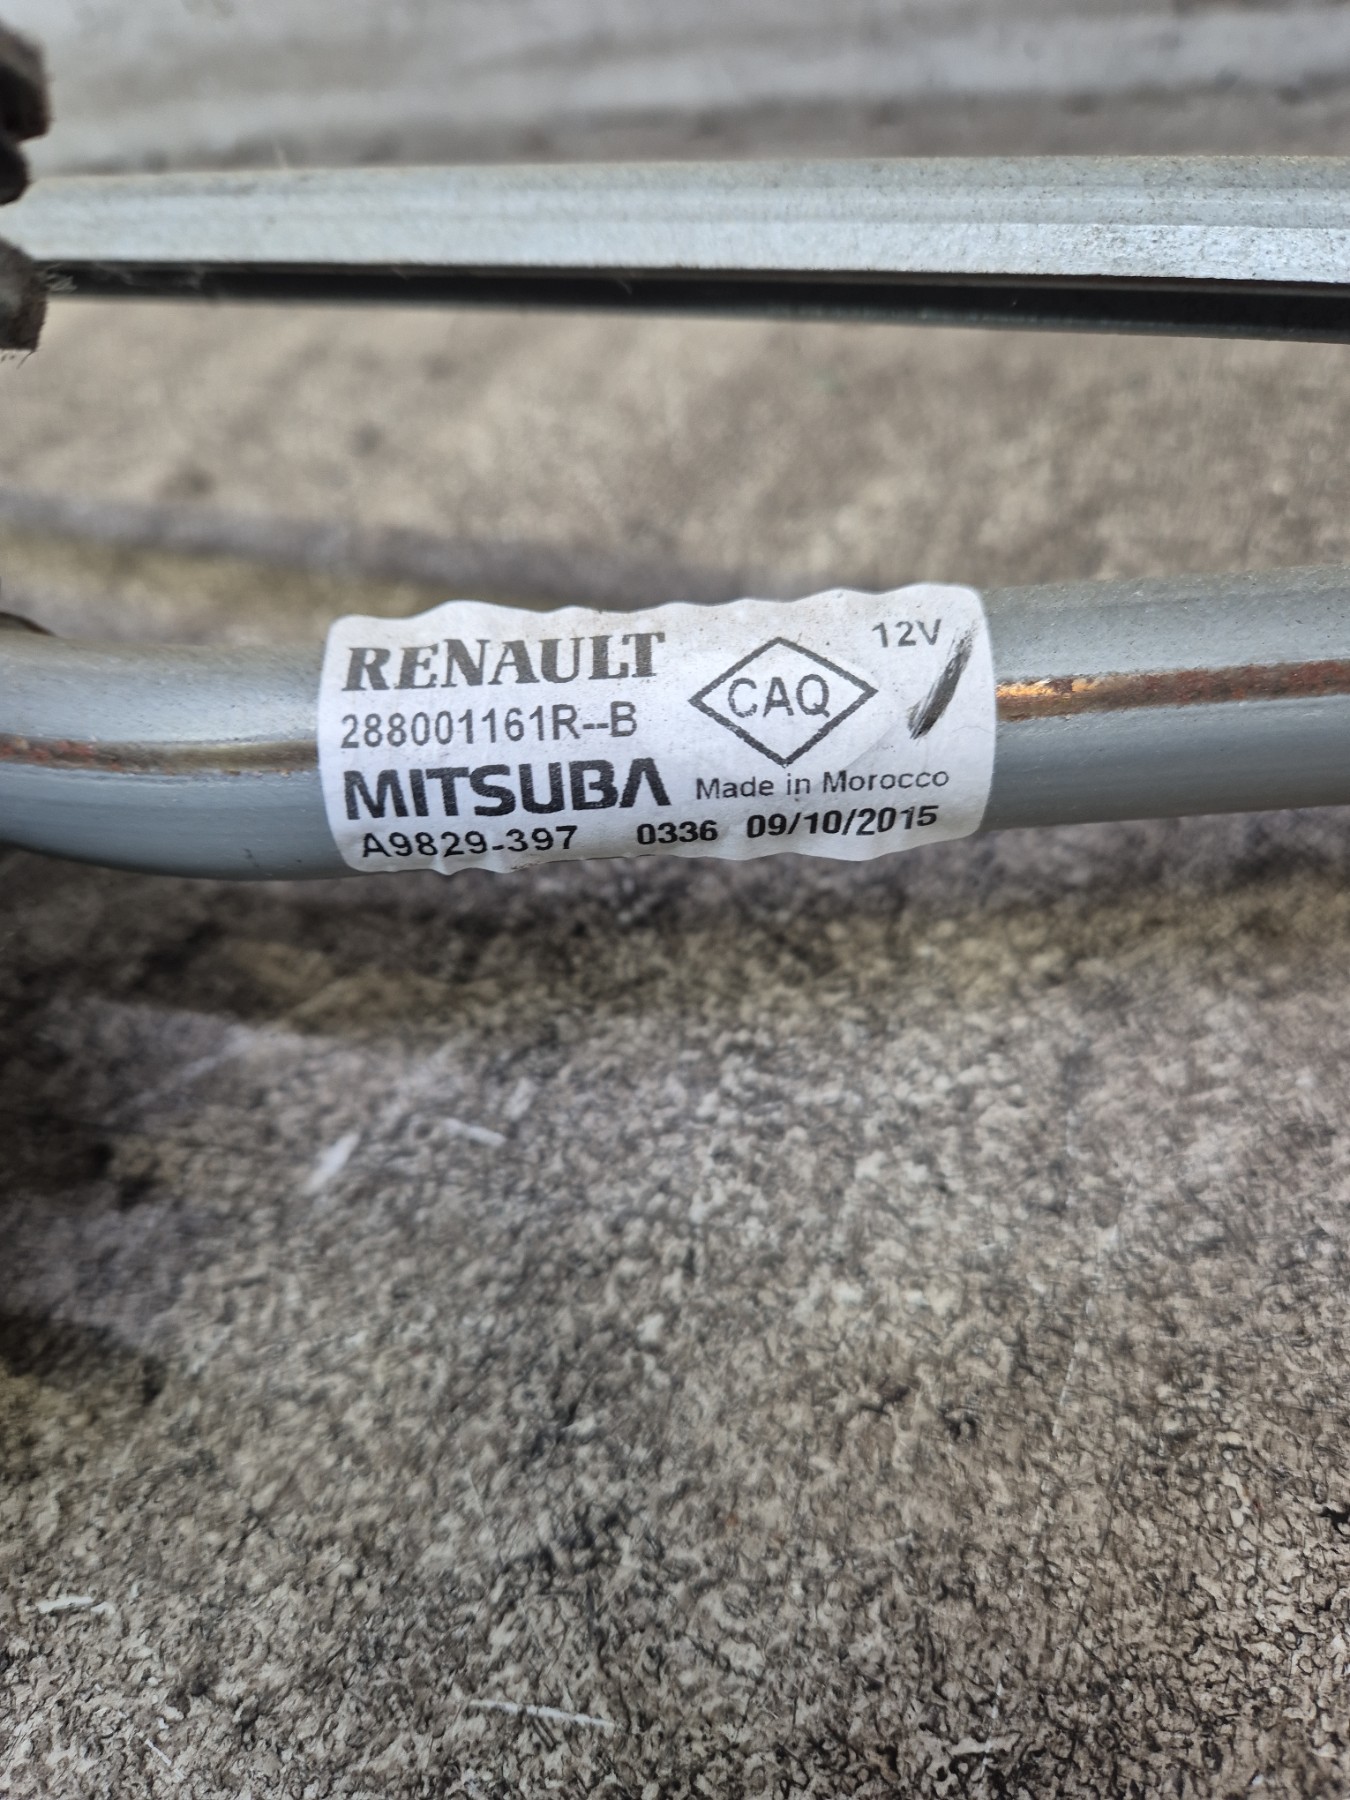 RENAULT
12V
288001161R--B
CAQ
MITSUBA
Made in Morocco
A9829-397 0336 09/10/2015